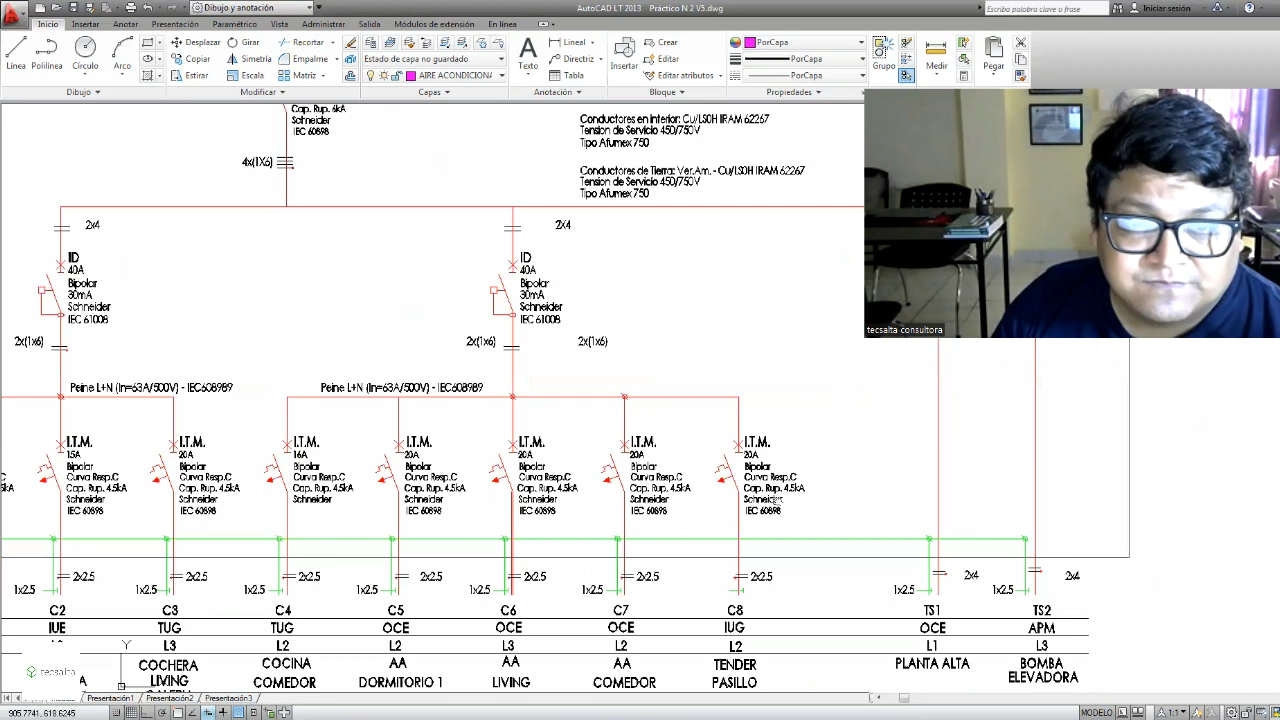 Dibujo y anotación
AutoCAD LT 2013 Práctico N 2 V5.dwg
Escriba palabra clave o frase
Iniciar sesión
Inicio Insertar Anotar Presentación Paramétrico Vista Administrar Salida Módulos de extensión En línea
Línea Polilínea Círculo Arco
Desplazar Girar Recortar
Copiar Simetría Empalme
Estirar Escala Matriz
Estado de capa no guardado
AIRE ACONDICIONA
Texto
Lineal
Directriz
Tabla
Insertar
Crear
Editar
Editar atributos
PorCapa
PorCapa
PorCapa
Grupo Medir Pegar
Dibujo Modificar Capas Anotación Bloque Propiedades
Cap. Rup. 6kA
Schneider
IEC 60898
4x(1X6)
Conductores en interior: Cu/LS0H IRAM 62267
Tension de Servicio 450/750V
Tipo Afumex 750
Conductores de Tierra: Ver.Am. - Cu/LS0H IRAM 62267
Tension de Servicio 450/750V
Tipo Afumex 750
tecsalta consultora
2x4 2X4
ID
40A
Bipolar
30mA
Schneider
IEC 61008
ID
40A
Bipolar
30mA
Schneider
IEC 61008
2x(1x6) 2x(1x6) 2x(1x6)
Peine L+N (In=63A/500V) - IEC608989 Peine L+N (In=63A/500V) - IEC608989
I.T.M. I.T.M. I.T.M. I.T.M. I.T.M. I.T.M. I.T.M.
15A 20A 16A 20A 20A 20A 20A
Bipolar Bipolar Bipolar Bipolar Bipolar Bipolar Bipolar
Curva Resp.C Curva Resp.C Curva Resp.C Curva Resp.C Curva Resp.C Curva Resp.C Curva Resp.C
5kA Cap. Rup. 4.5kA Cap. Rup. 4.5kA Cap. Rup. 4.5kA Cap. Rup. 4.5kA Cap. Rup. 4.5kA Cap. Rup. 4.5kA Cap. Rup. 4.5kA
Schneider Schneider Schneider Schneider Schneider Schneider Schneider
IEC 60898 IEC 60898 IEC 60898 IEC 60898 IEC 60898 IEC 60898
2x2.5 2x2.5 2x2.5 2x2.5 2x2.5 2x2.5 2x2.5 2x4 2x4
1x2.5 1x2.5 1x2.5 1x2.5 1x2.5 1x2.5 1x2.5 1x2.5
C2 C3 C4 C5 C6 C7 C8 TS1 TS2
IUE TUG TUG OCE OCE OCE IUG OCE APM
L3 L2 L2 L3 L2 L2 L1 L3
COCHERA COCINA AA AA AA TENDER PLANTA ALTA BOMBA
LIVING COMEDOR DORMITORIO 1 LIVING COMEDOR PASILLO ELEVADORA
tecsalta
Y
Presentación1 Presentación2 Presentación3
905.7741, 618.6245
MODELO
1:1